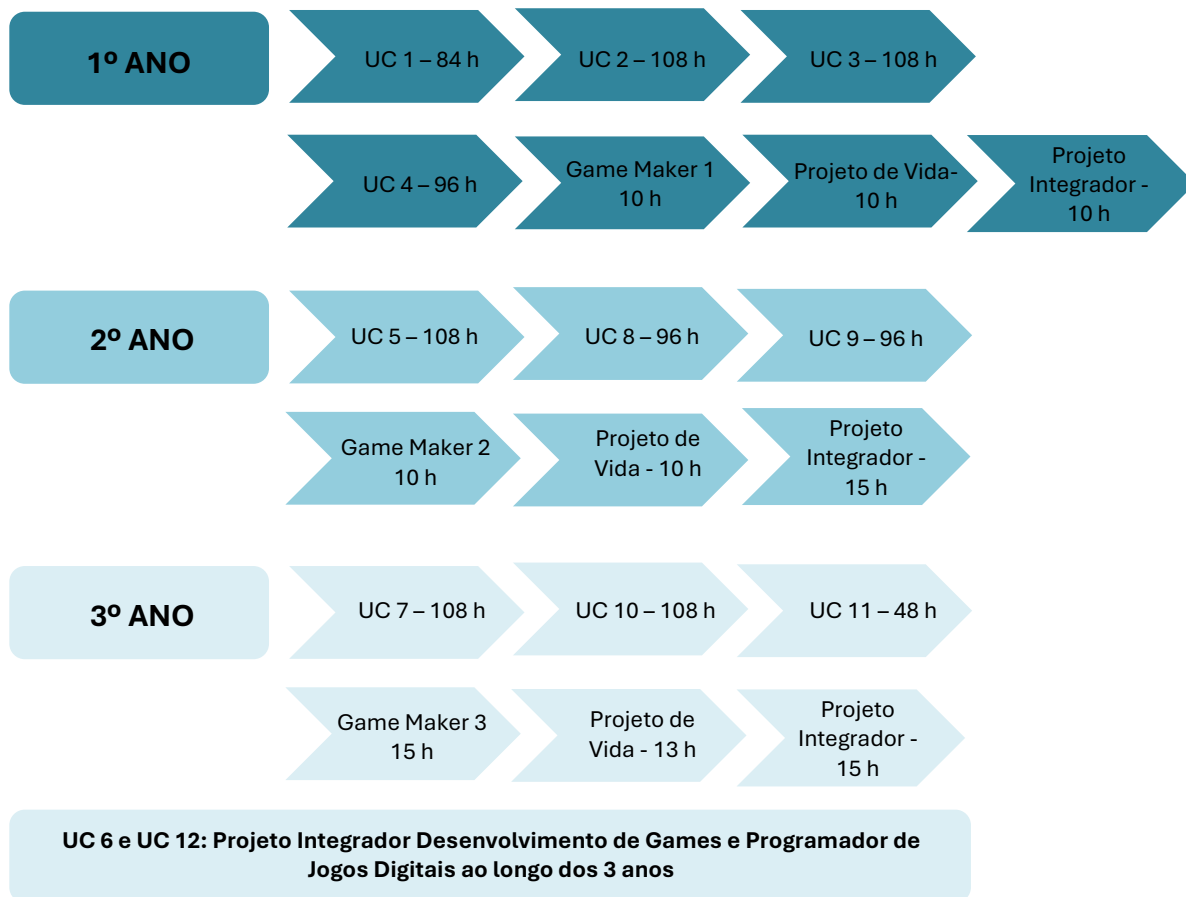 1º ANO
UC 1 – 84 h
UC 2 – 108 h
UC 3 – 108 h
UC 4 – 96 h
Game Maker 1
10 h
Projeto de Vida-
10 h
Projeto
Integrador -
10 h
2º ANO
UC 5 – 108 h
UC 8 – 96 h
UC 9 – 96 h
Game Maker 2
10 h
Projeto de
Vida - 10 h
Projeto
Integrador -
15 h
3º ANO
UC 7 – 108 h
UC 10 – 108 h
UC 11 – 48 h
Game Maker 3
15 h
Projeto de
Vida - 13 h
Projeto
Integrador -
15 h
UC 6 e UC 12: Projeto Integrador Desenvolvimento de Games e Programador de
Jogos Digitais ao longo dos 3 anos